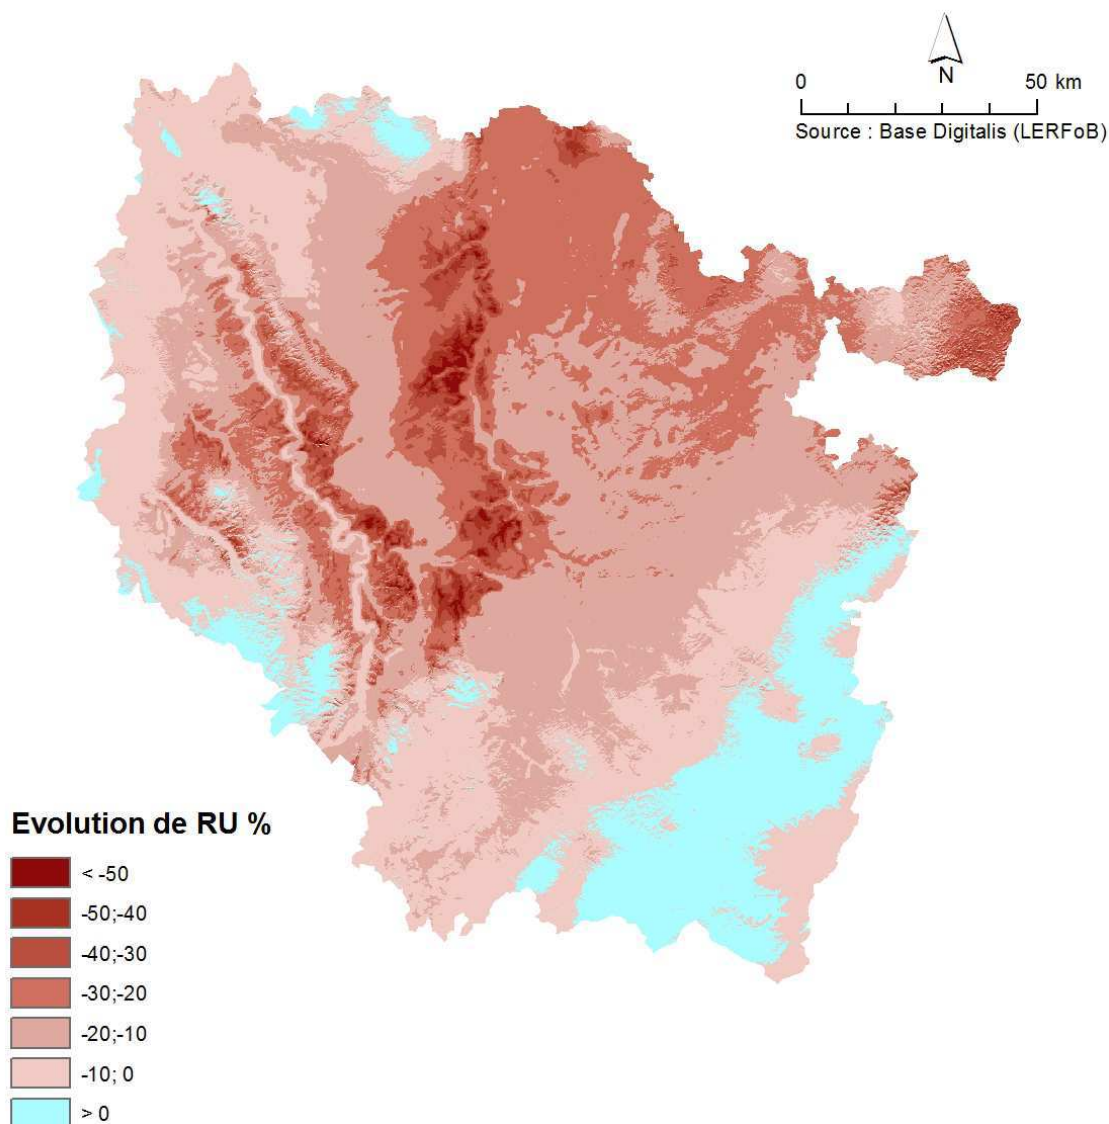 N
0 50 km
Source : Base Digitalis (LERFoB)
Evolution de RU %
< -50
-50;-40
-40;-30
-30;-20
-20;-10
-10; 0
> 0